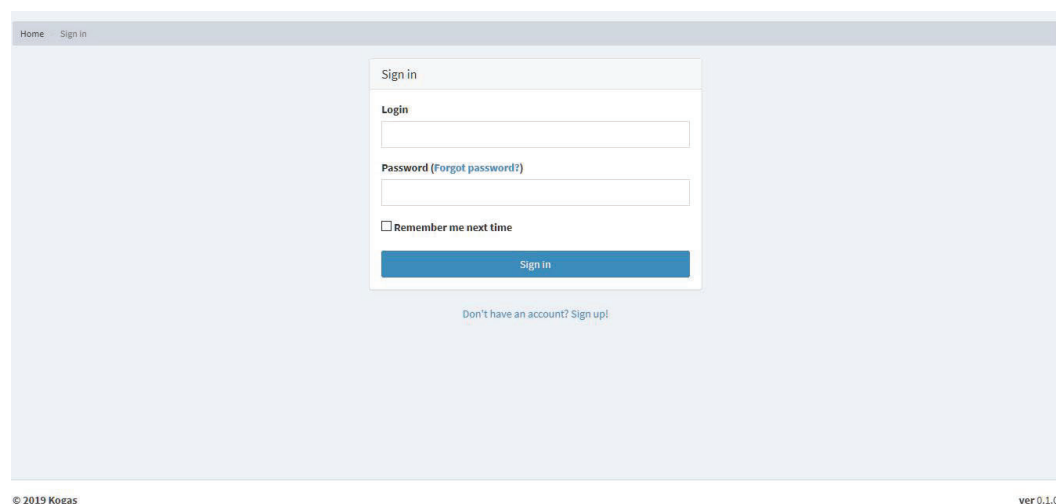 Home Sign in
Sign in
Login
Password (Forgot password?)
Remember me next time
Sign in
Don't have an account? Sign up!
© 2019 Kogas ver 0.1.0